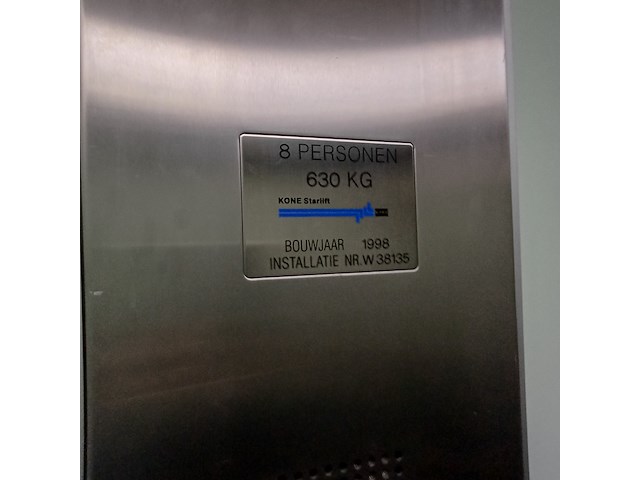 8 PERSONEN
630 KG
KONE Starlift
BOUWJAAR 1998
INSTALLATIE NR. W 38135